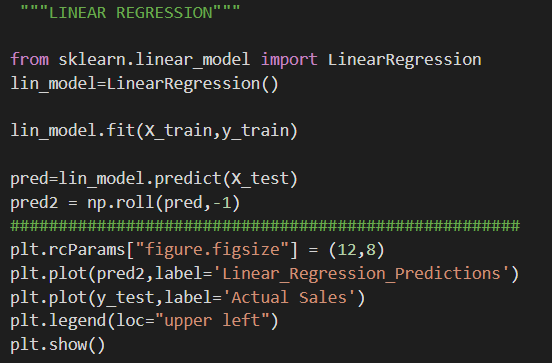 """LINEAR REGRESSION"""
from sklearn.linear_model import LinearRegression
lin_model=LinearRegression()
lin_model.fit(X_train,y_train)
pred=lin_model.predict(X_test)
pred2 = np.roll(pred,-1)
#####################################################
plt.rcParams["figure.figsize"] = (12,8)
plt.plot(pred2,label='Linear_Regression_Predictions')
plt.plot(y_test,label='Actual Sales')
plt.legend(loc="upper left")
plt.show()